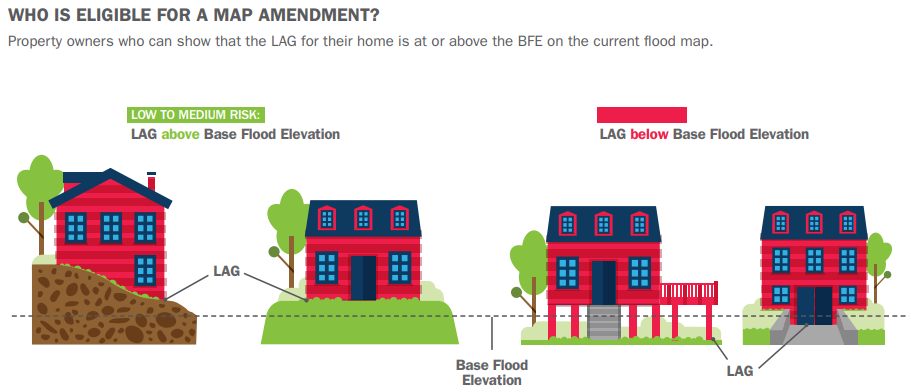 WHO IS ELIGIBLE FOR A MAP AMENDMENT?
Property owners who can show that the LAG for their home is at or above the BFE on the current flood map.
LOW TO MEDIUM RISK:
LAG above Base Flood Elevation
LAG below Base Flood Elevation
LAG
Base Flood
Elevation
LAG